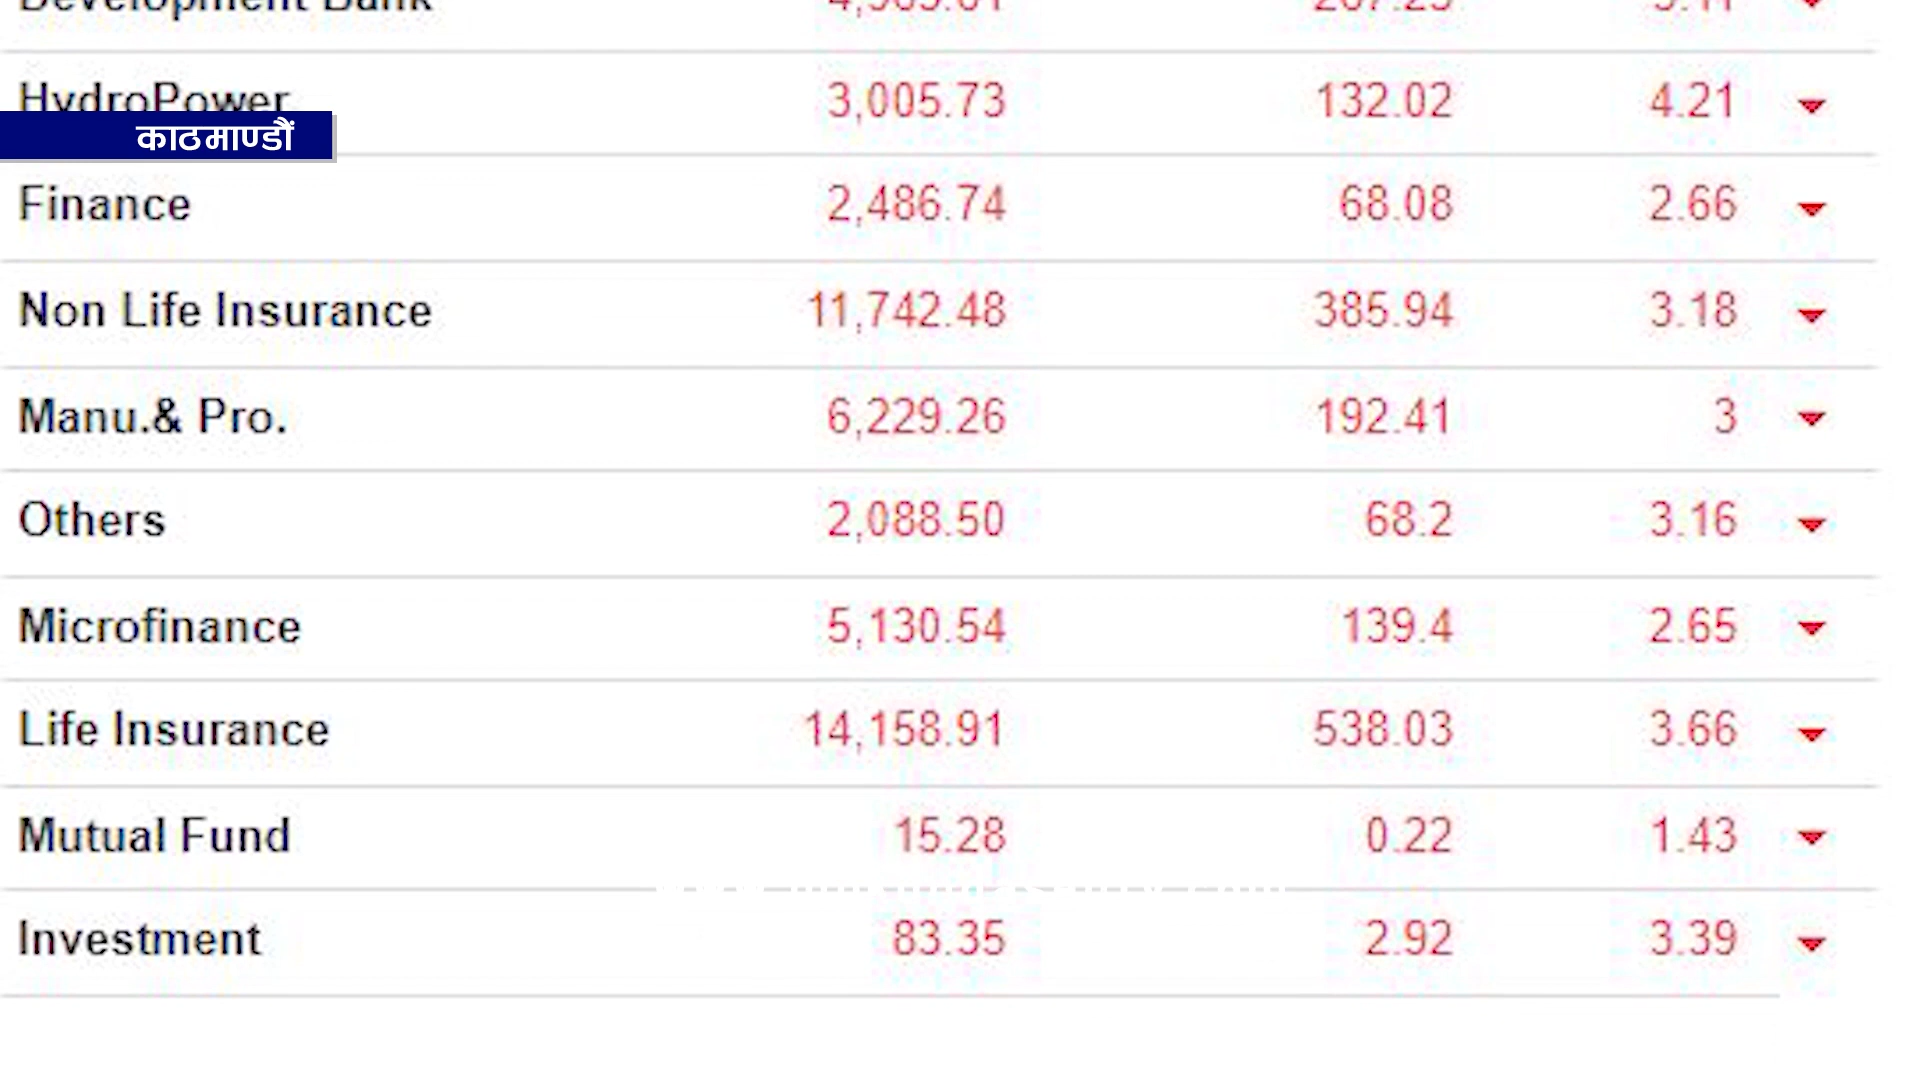 Development Bank
HydroPower 3,005.73 132.02 4.21
काठमाण्डौं
Finance 2,486.74 68.08 2.66
Non Life Insurance 11,742.48 385.94 3.18
Manu.& Pro. 6,229.26 192.41 3
Others 2,088.50 68.2 3.16
Microfinance 5,130.54 139.4 2.65
Life Insurance 14,158.91 538.03 3.66
Mutual Fund 15.28 0.22 1.43
Investment 83.35 2.92 3.39